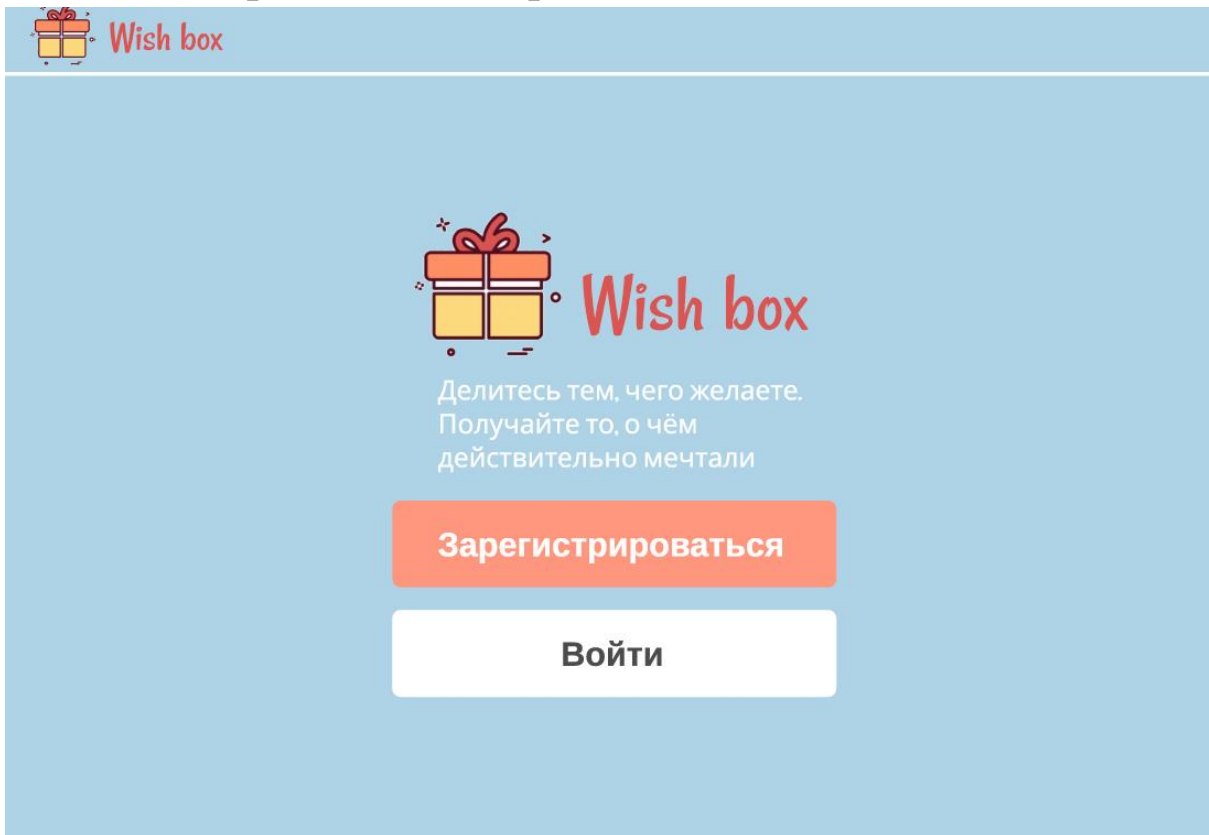 Wish box
Wish box
Делитесь тем, чего желаете.
Получайте то, о чём
действительно мечтали
Зарегистрироваться
Войти